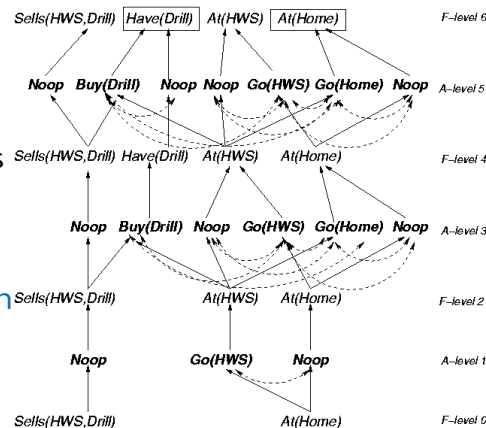 Sells(HWS,Drill) Have(Drill) At(HWS) At(Home) F-level 6
Noop Buy(Drill) Noop Noop Go(HWS) Go(Home) Noop A-level 5
s Sells(HWS,Drill) Have(Drill) At(HWS) At(Home) F-level 4
Noop Buy(Drill) Noop Go(HWS) Go(Home) Noop A-level 3
n Sells(HWS,Drill) At(HWS) At(Home) F-level 2
Noop Go(HWS) Noop A-level 1
Sells(HWS,Drill) At(Home) F-level 0